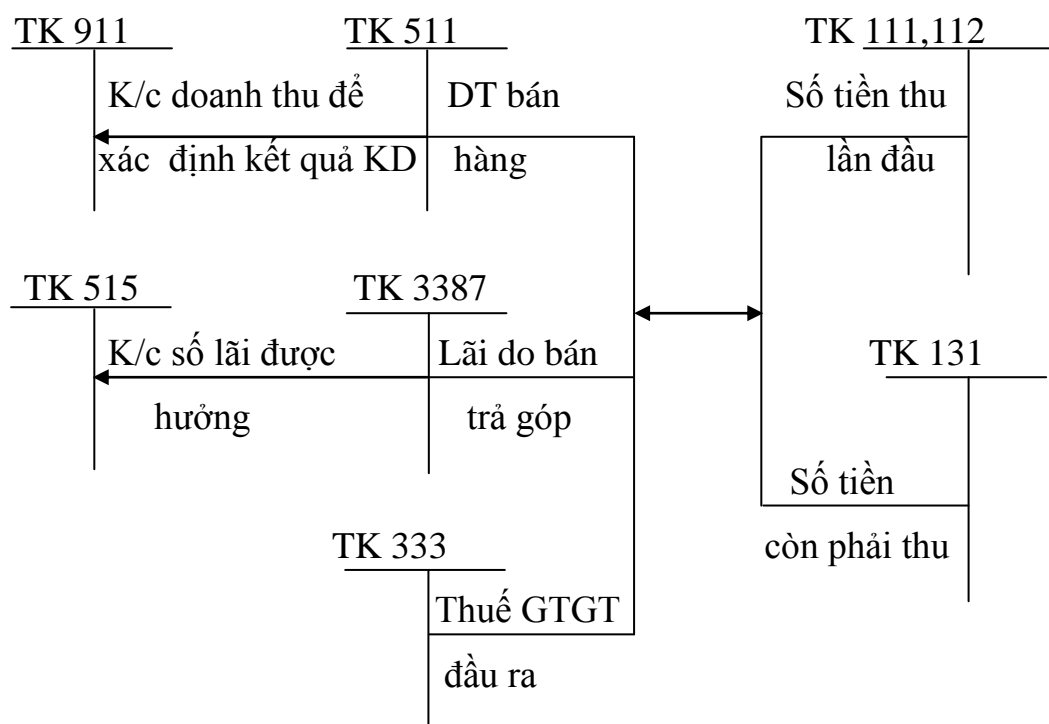 TK 911 TK 511 TK 111,112
K/c doanh thu để DT bán Số tiền thu
xác định kết quả KD hàng lần đầu
TK 515 TK 3387
K/c số lãi được Lãi do bán TK 131
hưởng trả góp
Số tiền
TK 333 còn phải thu
Thuế GTGT
đầu ra